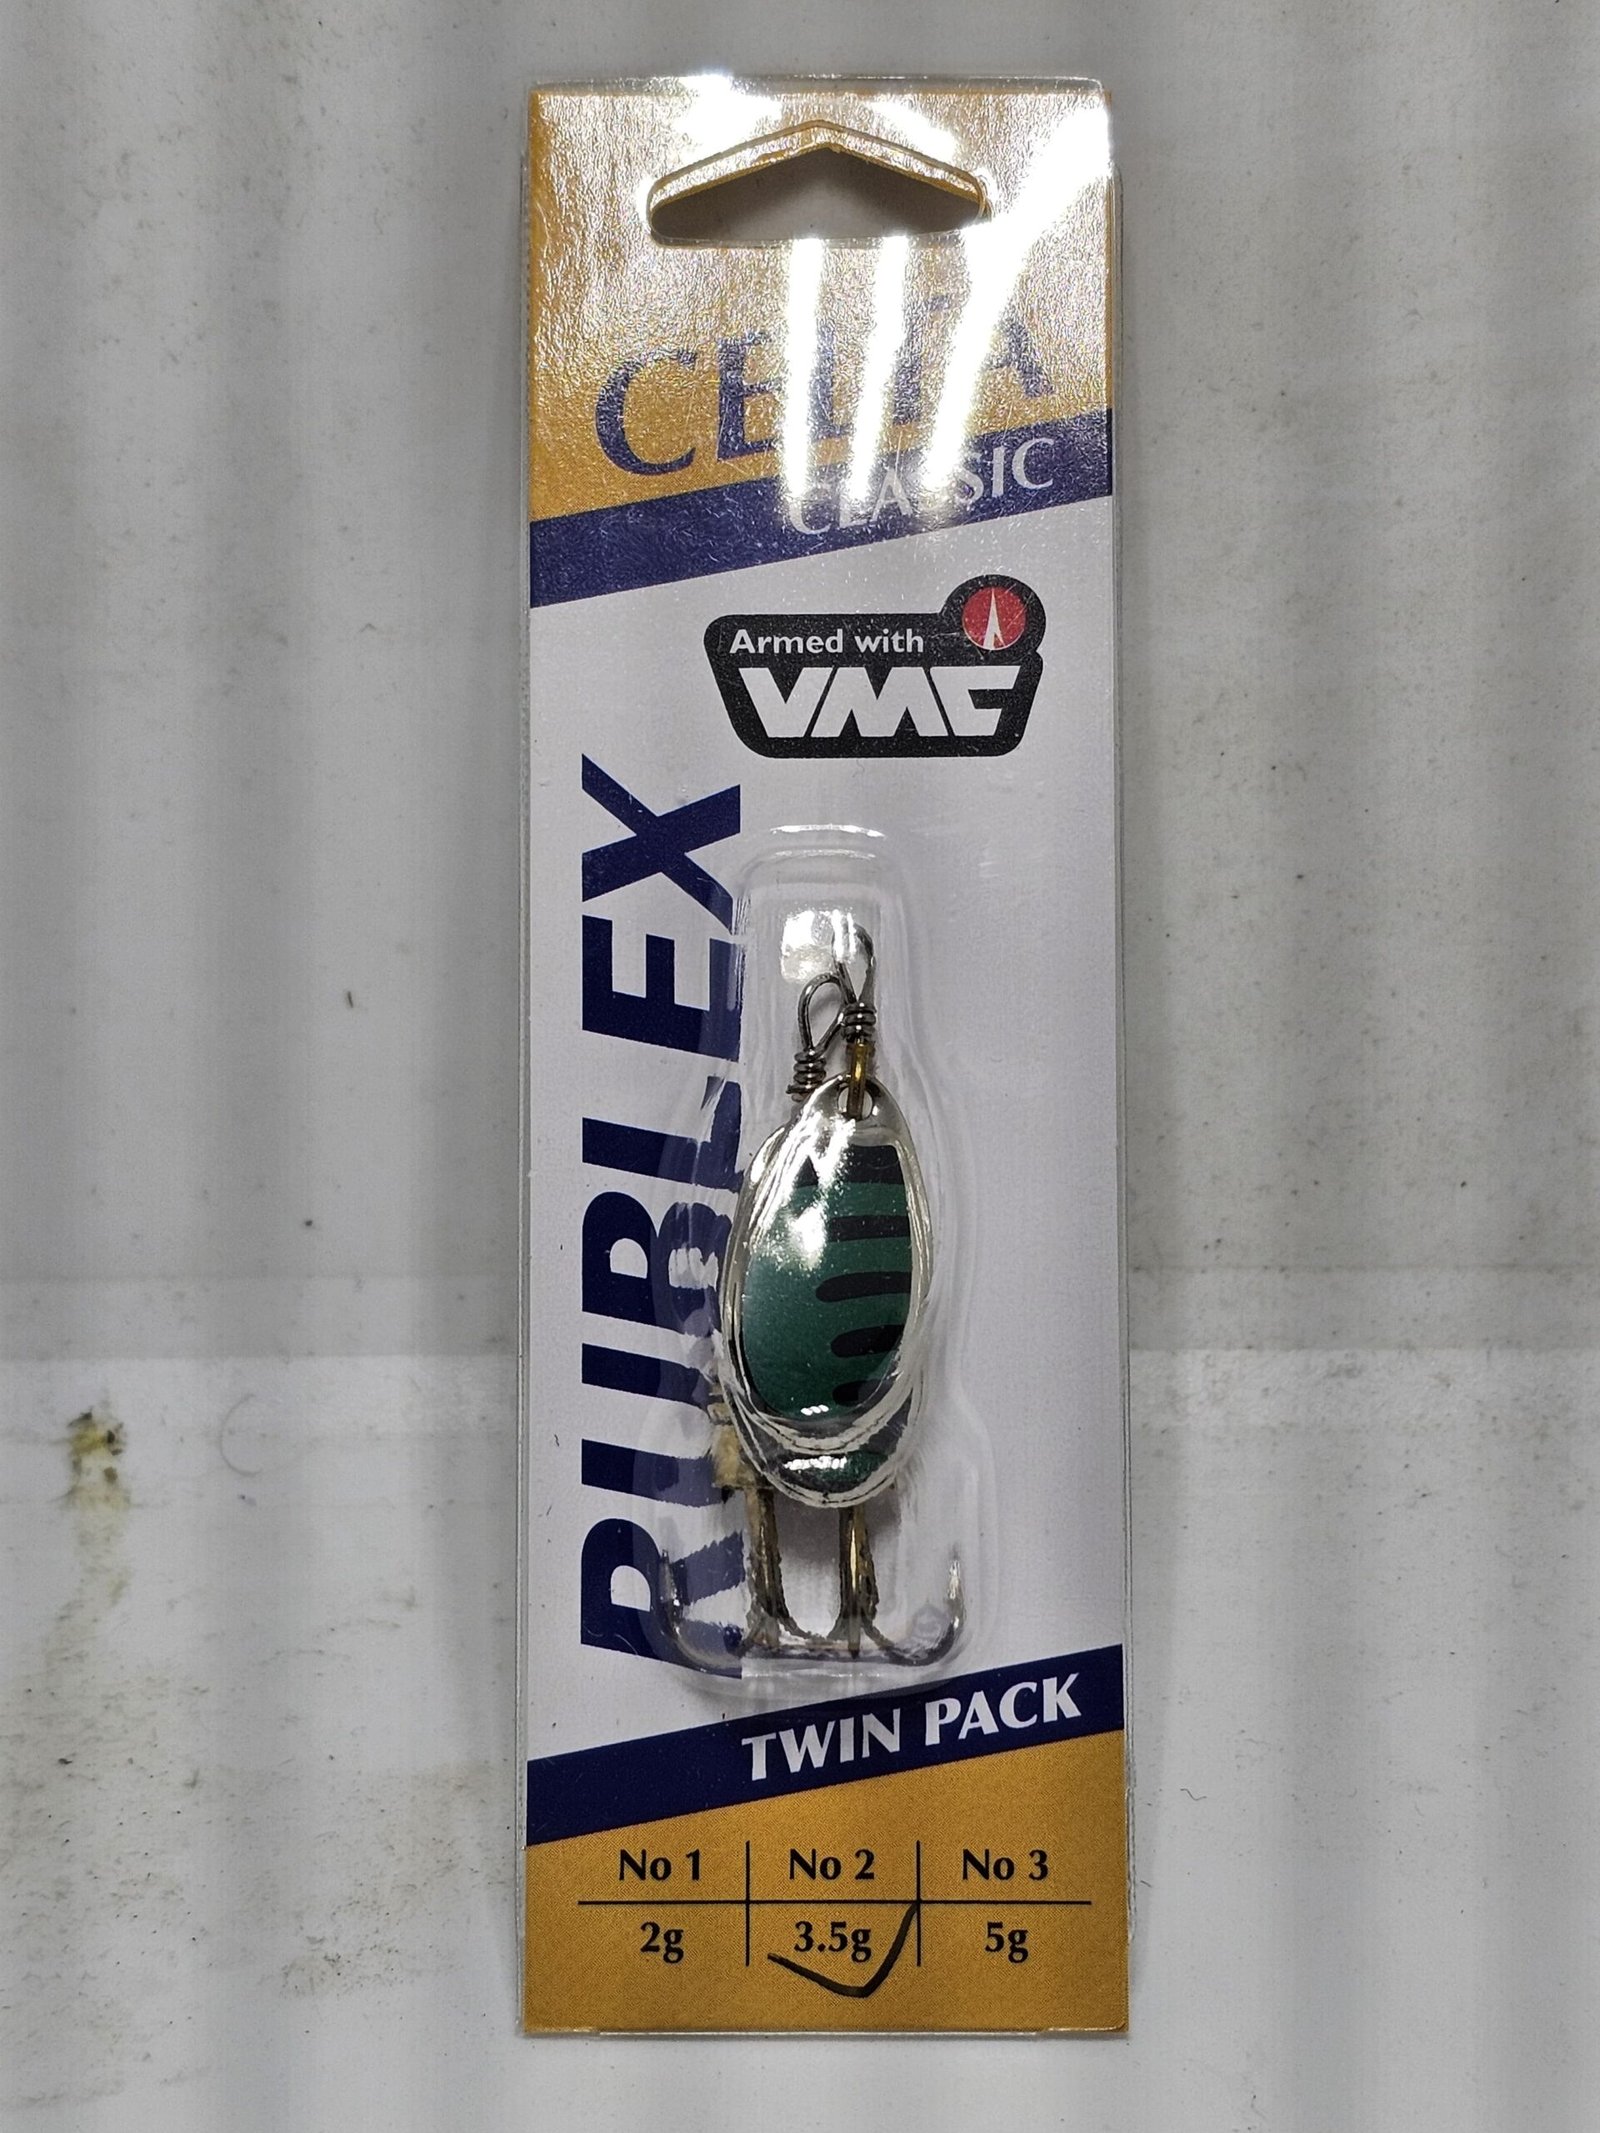 CELTA
CLASSIC
Armed with
VMC
RUBLEX
TWIN PACK
No 1 No 2 No 3
2g 3.5g 5g